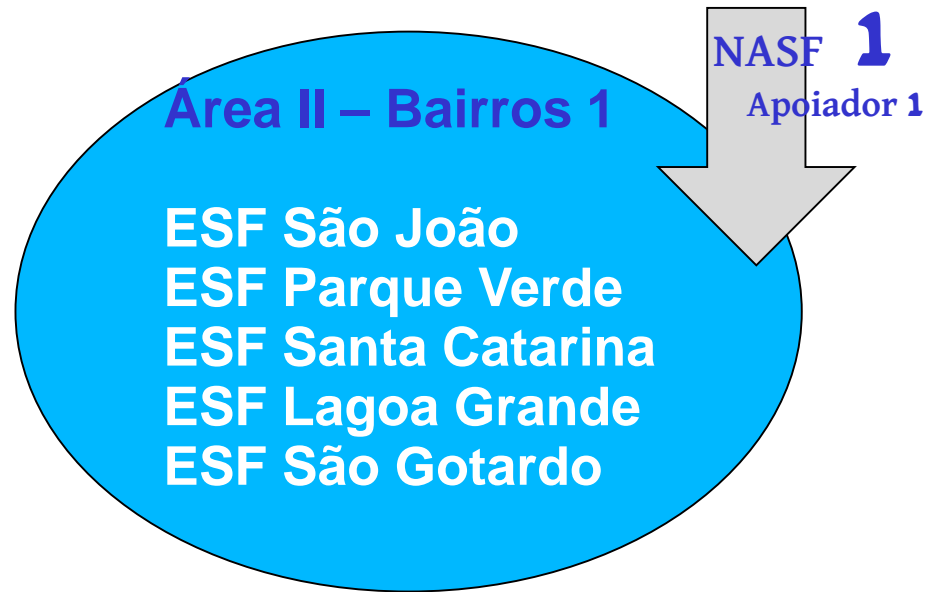 NASF 1
Apoiador 1
Área II – Bairros 1
ESF São João
ESF Parque Verde
ESF Santa Catarina
ESF Lagoa Grande
ESF São Gotardo